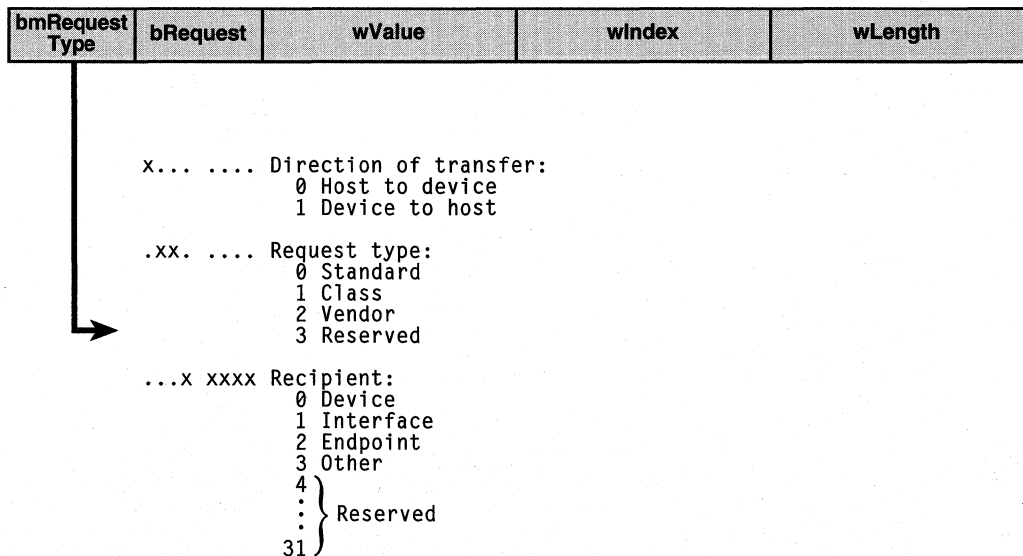 bmRequest Type bRequest wValue wIndex wLength
x... .... Direction of transfer:
0 Host to device
1 Device to host
.xx. .... Request type:
0 Standard
1 Class
2 Vendor
3 Reserved
...x xxxx Recipient:
0 Device
1 Interface
2 Endpoint
3 Other
4
Reserved
31